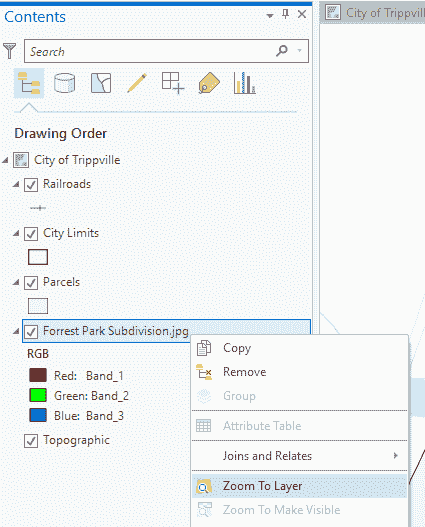 Contents
City of Trippvill
Search
Drawing Order
City of Trippville
Railroads
City Limits
Parcels
Forrest Park Subdivision.jpg
RGB
Red: Band_1
Green: Band_2
Blue: Band_3
Topographic
Copy
Remove
Group
Attribute Table
Joins and Relates
Zoom To Layer
Zoom To Make Visible